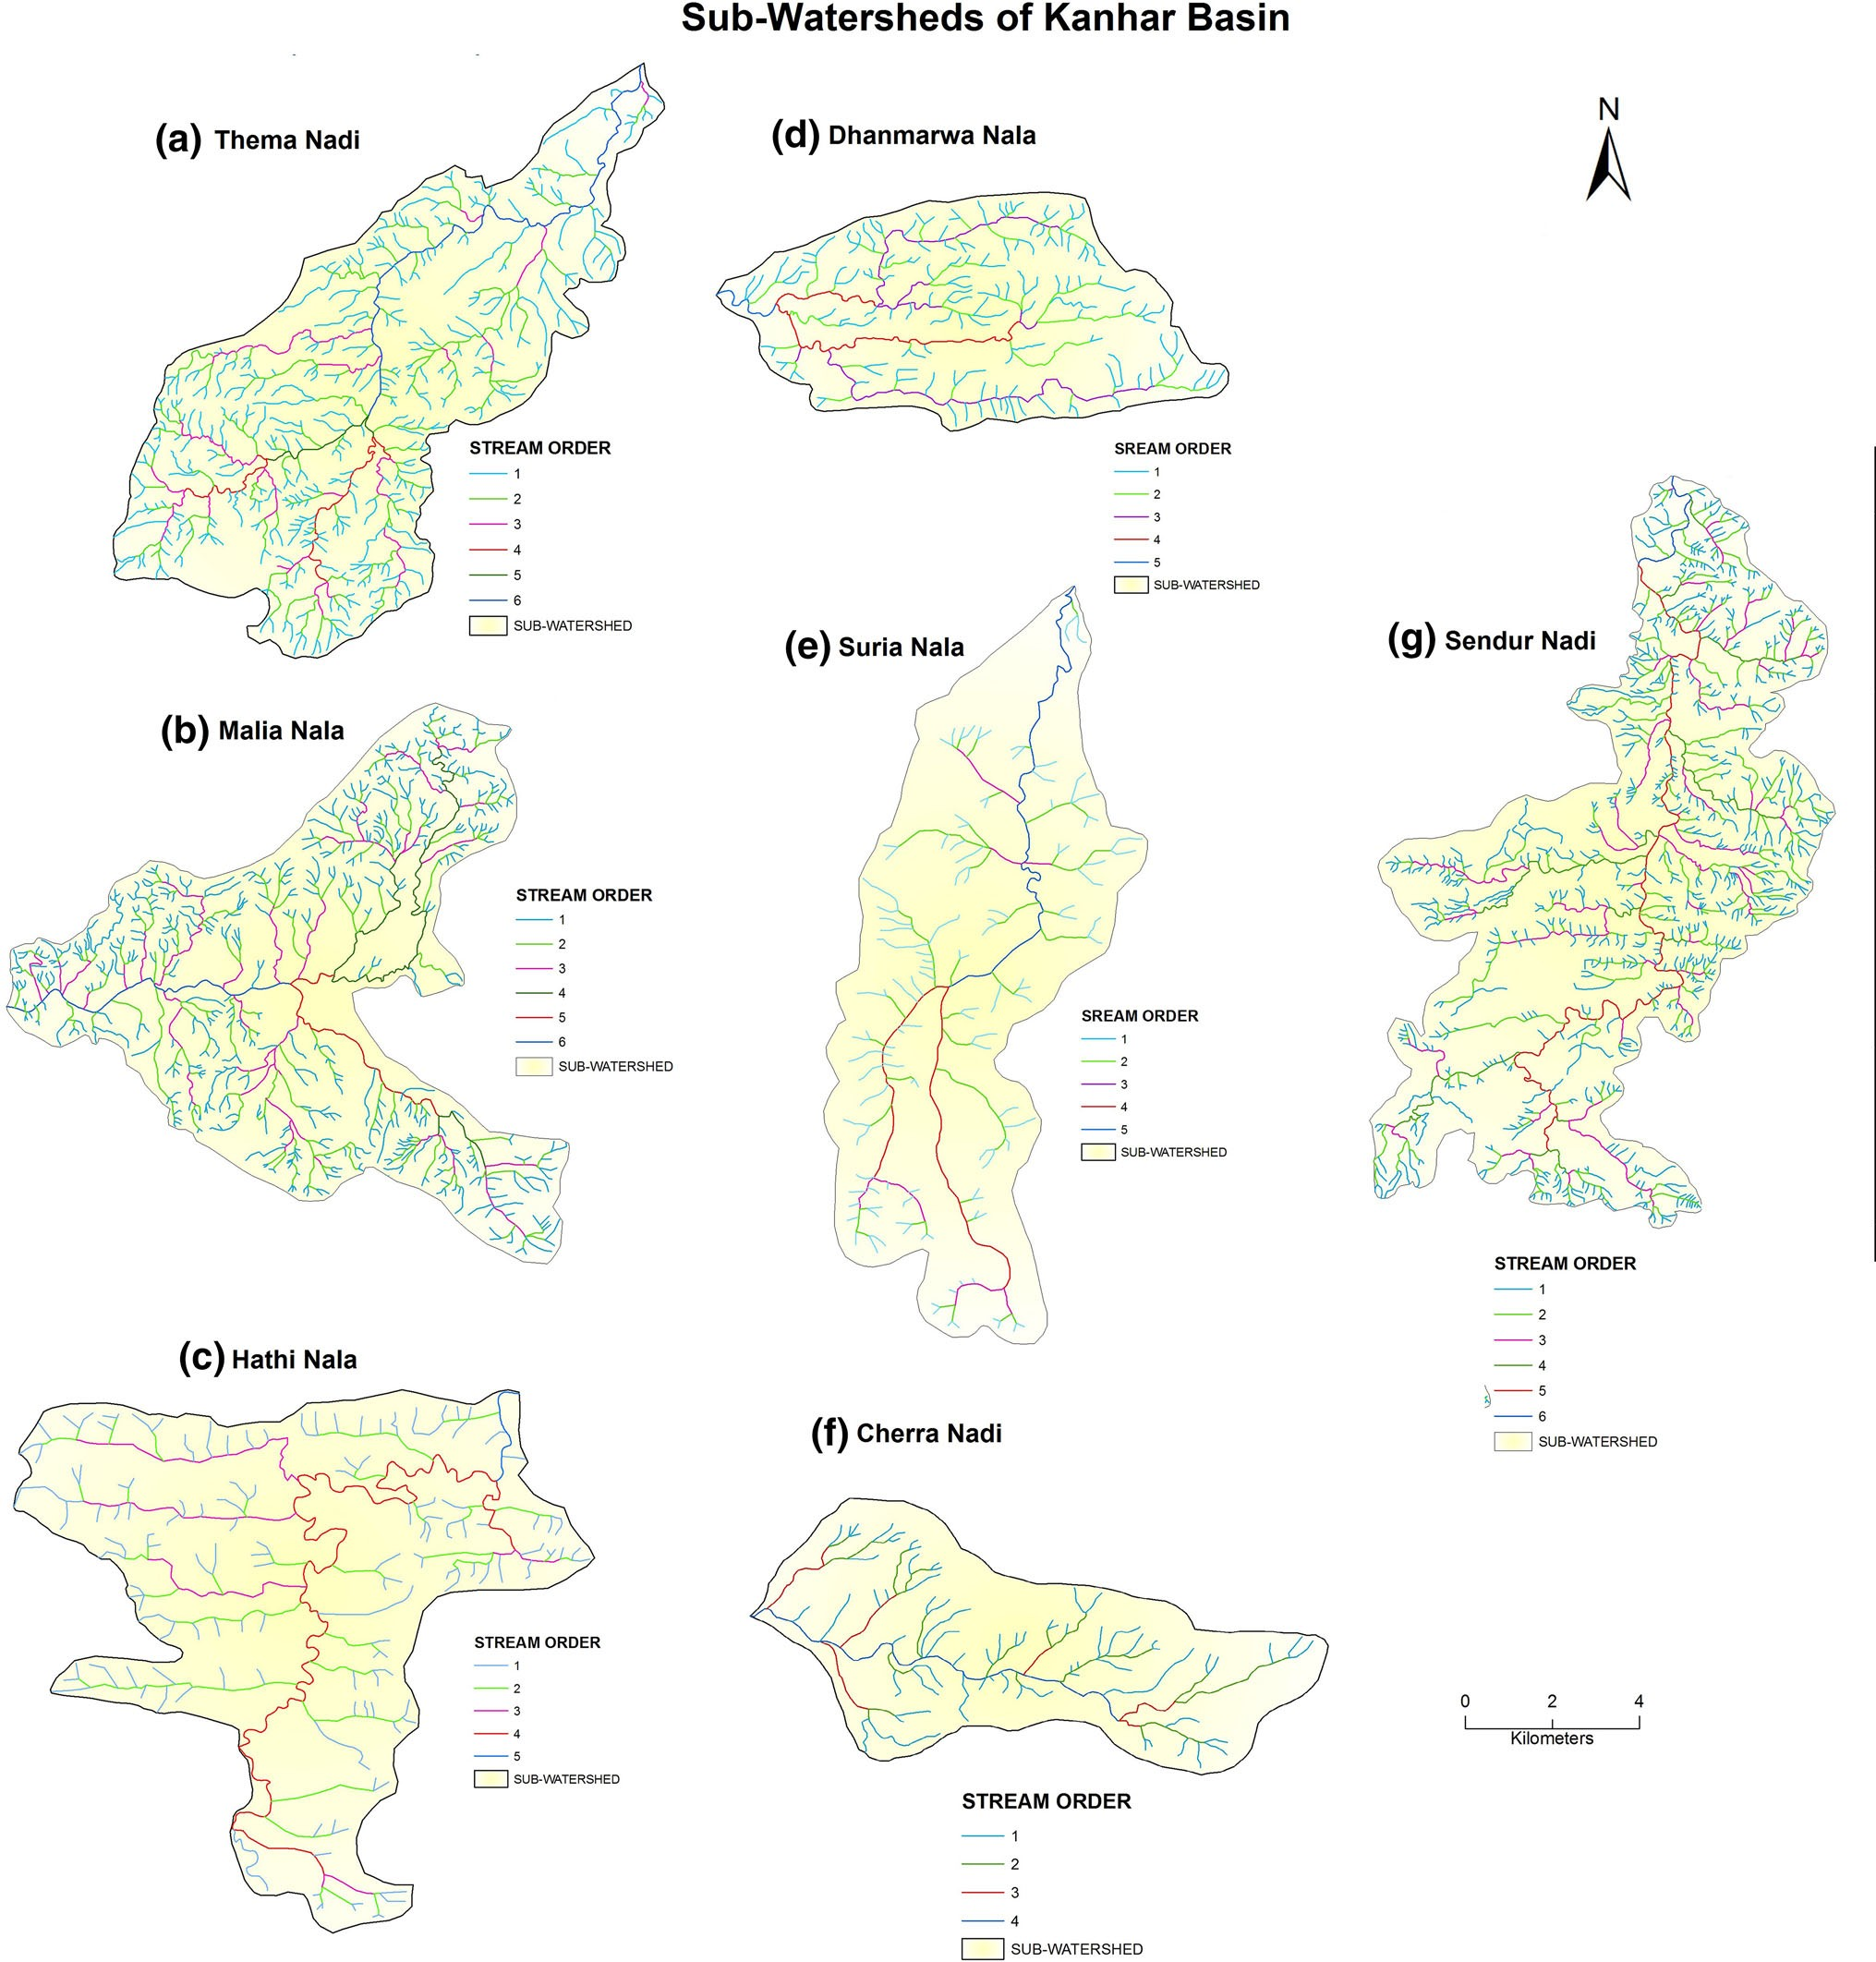 Sub-Watersheds of Kanhar Basin
(a) Thema Nadi
STREAM ORDER
1
2
3
4
5
6
SUB-WATERSHED
(b) Malia Nala
STREAM ORDER
1
2
3
4
5
6
SUB-WATERSHED
(c) Hathi Nala
STREAM ORDER
1
2
3
4
5
SUB-WATERSHED
(d) Dhanmarwa Nala
SREAM ORDER
1
2
3
4
5
SUB-WATERSHED
(e) Suria Nala
SREAM ORDER
1
2
3
4
5
SUB-WATERSHED
(f) Cherra Nadi
STREAM ORDER
1
2
3
4
SUB-WATERSHED
N
(g) Sendur Nadi
STREAM ORDER
1
2
3
4
5
6
SUB-WATERSHED
0 2 4
Kilometers